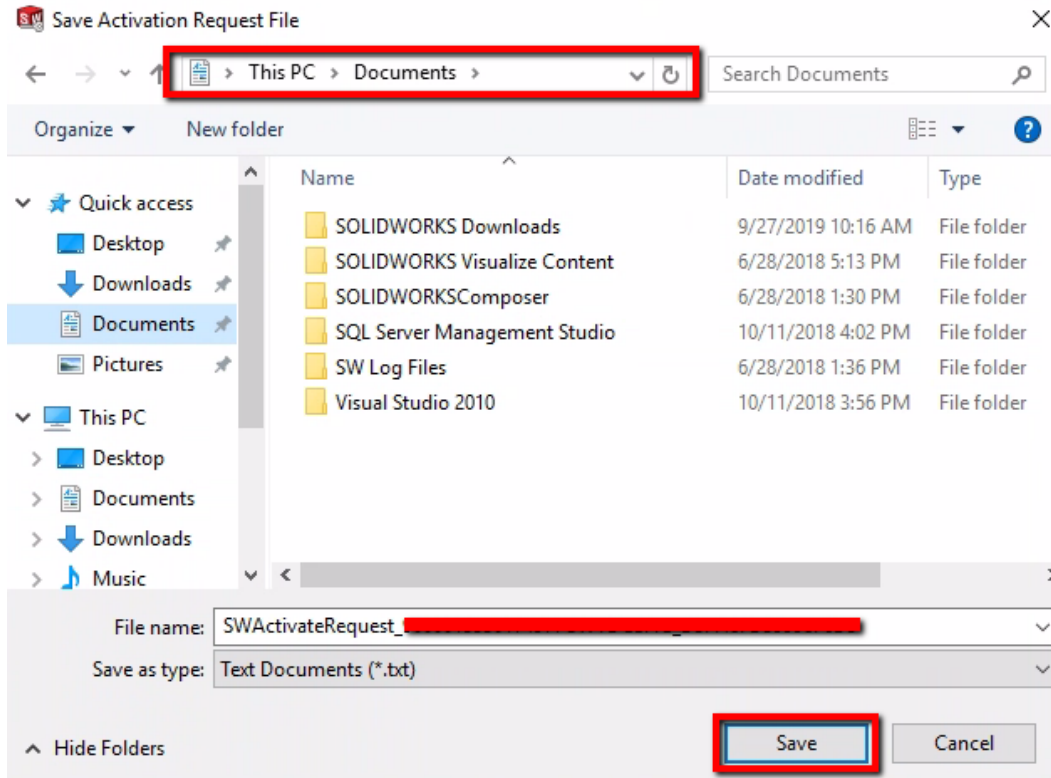 Save Activation Request File
This PC > Documents >
Search Documents
Organize
New folder
Name
Date modified
Type
Quick access
Desktop
Downloads
Documents
Pictures
This PC
Desktop
Documents
Downloads
Music
SOLIDWORKS Downloads 9/27/2019 10:16 AM File folder
SOLIDWORKS Visualize Content 6/28/2018 5:13 PM File folder
SOLIDWORKSComposer 6/28/2018 1:30 PM File folder
SQL Server Management Studio 10/11/2018 4:02 PM File folder
SW Log Files 6/28/2018 1:36 PM File folder
Visual Studio 2010 10/11/2018 3:56 PM File folder
File name: SWActivateRequest_
Save as type: Text Documents (*.txt)
Hide Folders
Save
Cancel